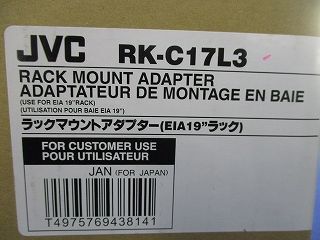 JVC RK-C17L3
RACK MOUNT ADAPTER
ADAPTATEUR DE MONTAGE EN BAIE
(USE FOR EIA 19"RACK)
(UTILISATION POUR BAIE EIA 19")
ラックマウントアダプター(EIA19"ラック)
FOR CUSTOMER USE
POUR UTILISATEUR
JAN (FOR JAPAN)
T4975769438141